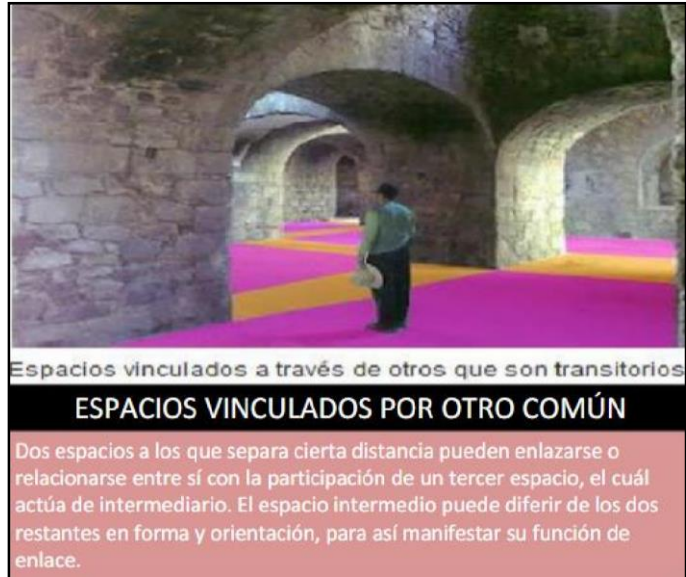 Espacios vinculados a través de otros que son transitorios
ESPACIOS VINCULADOS POR OTRO COMÚN
Dos espacios a los que separa cierta distancia pueden enlazarse o
relacionarse entre sí con la participación de un tercer espacio, el cuál
actúa de intermediario. El espacio intermedio puede diferir de los dos
restantes en forma y orientación, para así manifestar su función de
enlace.